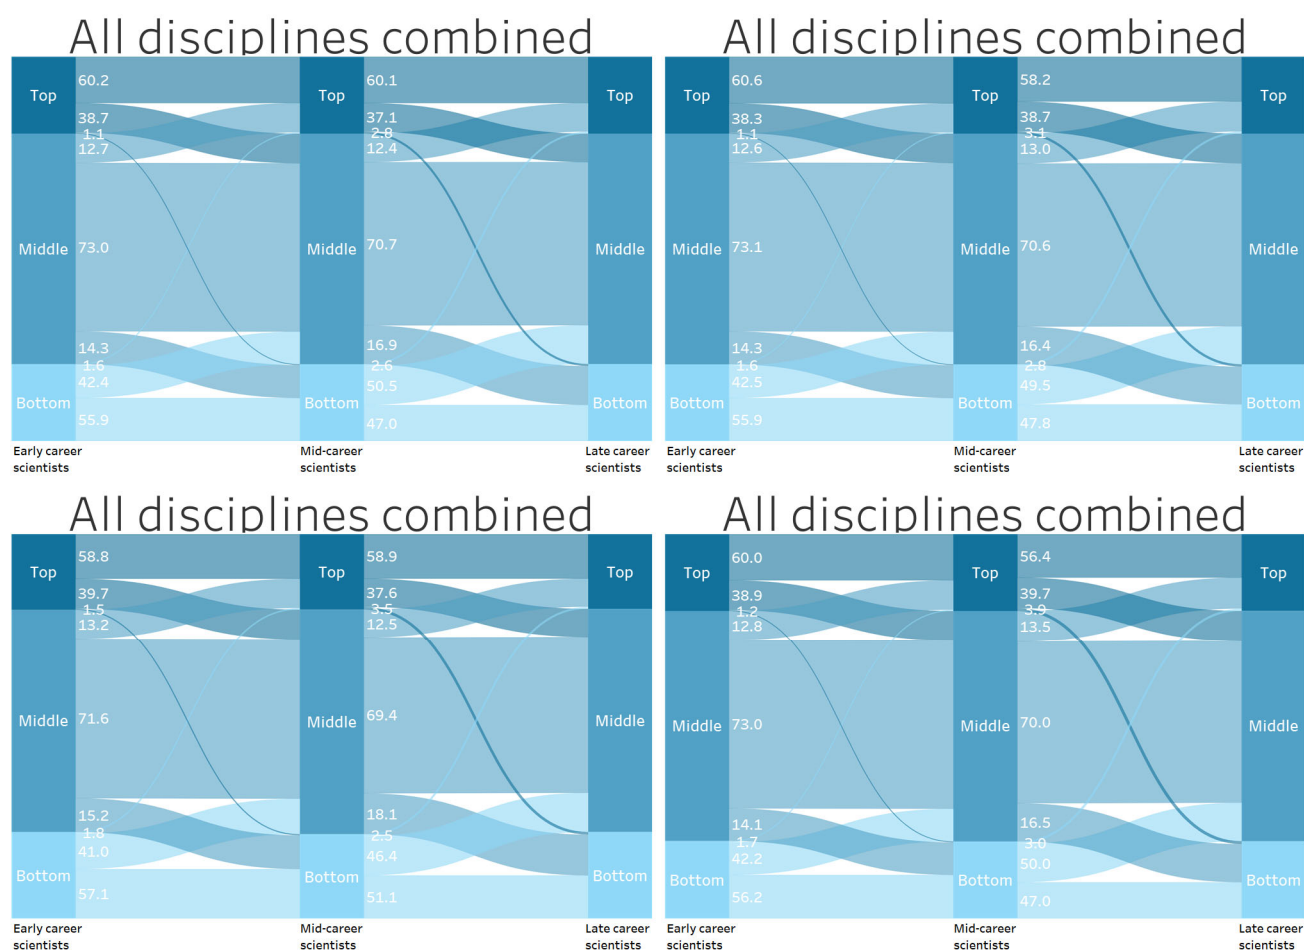 All disciplines combined
Top 60.2 Top 60.1 Top
38.7 37.1
1.1 2.8
12.7 12.4
Middle 73.0 Middle 70.7 Middle
14.3 16.9
1.6 2.6
42.4 50.5
Bottom Bottom Bottom
55.9 47.0
Early career scientists Mid-career scientists Late career scientists
All disciplines combined
Top 60.6 Top 58.2 Top
38.3 38.7
1.1 3.1
12.6 13.0
Middle 73.1 Middle 70.6 Middle
14.3 16.4
1.6 2.8
42.5 49.5
Bottom Bottom Bottom
55.9 47.8
Early career scientists Mid-career scientists Late career scientists
All disciplines combined
Top 58.8 Top 58.9 Top
39.7 37.6
1.5 3.5
13.2 12.5
Middle 71.6 Middle 69.4 Middle
15.2 18.1
1.8 2.5
41.0 46.4
Bottom Bottom Bottom
57.1 51.1
Early career scientists Mid-career scientists Late career scientists
All disciplines combined
Top 60.0 Top 56.4 Top
38.9 39.7
1.2 3.9
12.8 13.5
Middle 73.0 Middle 70.0 Middle
14.1 16.5
1.7 3.0
42.2 50.0
Bottom Bottom Bottom
56.2 47.0
Early career scientists Mid-career scientists Late career scientists